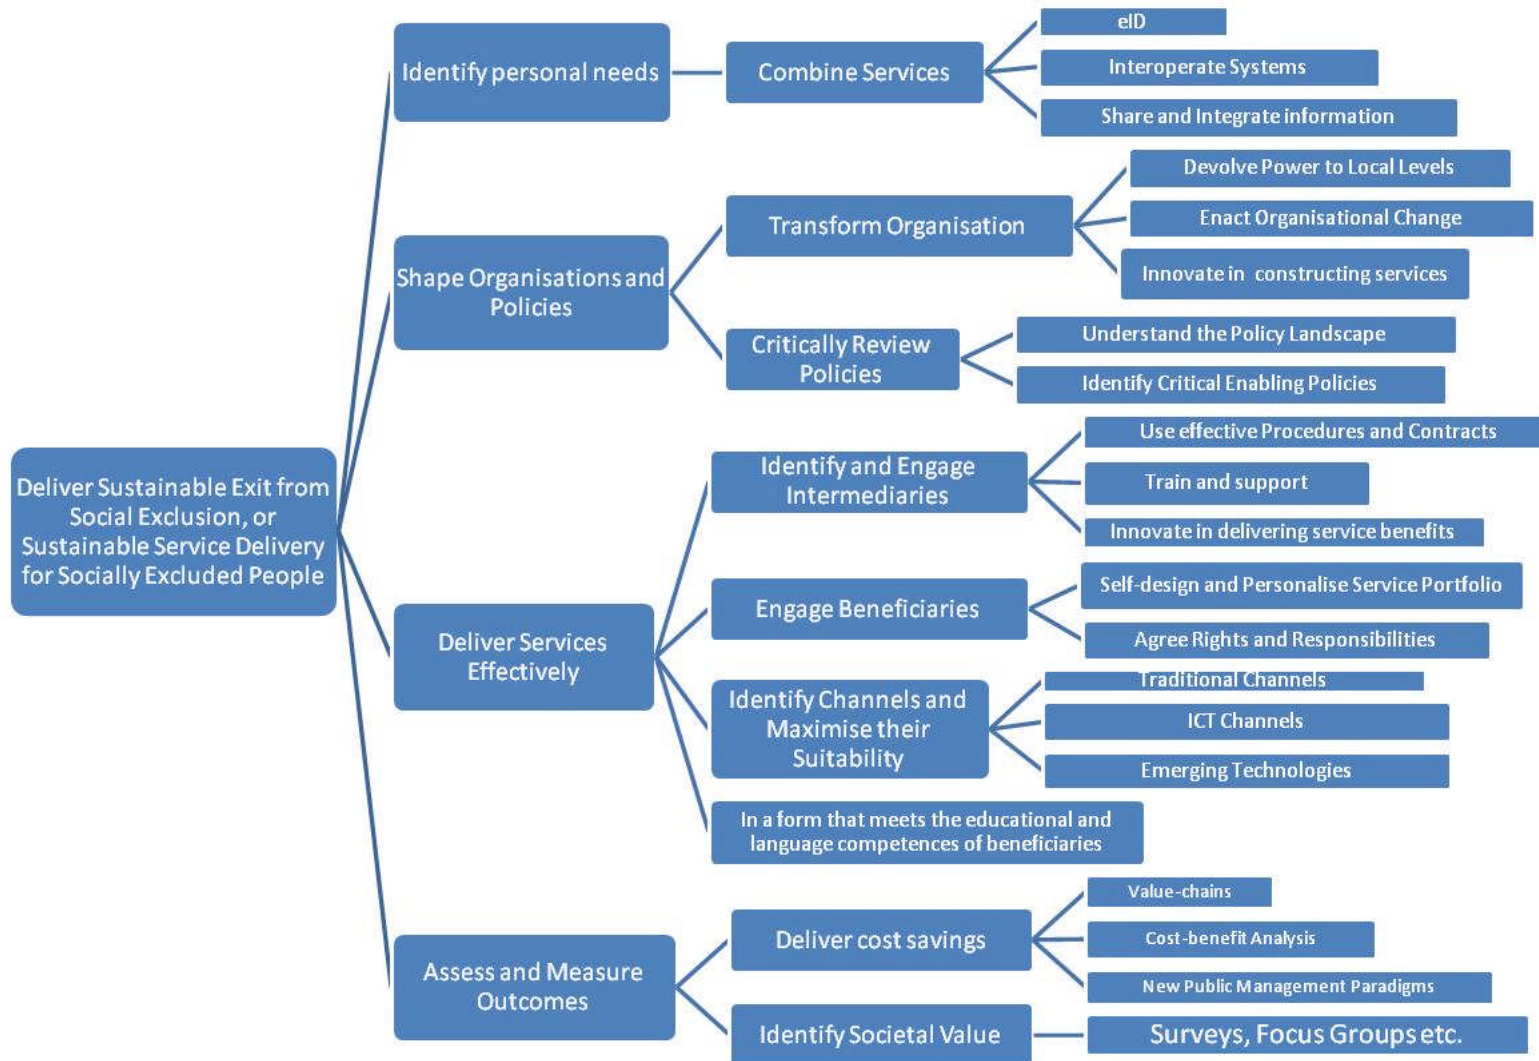 eID
Identify personal needs
Combine Services
Interoperate Systems
Share and Integrate information
Devolve Power to Local Levels
Transform Organisation
Enact Organisational Change
Shape Organisations and
Policies
Innovate in constructing services
Critically Review
Policies
Understand the Policy Landscape
Identify Critical Enabling Policies
Deliver Sustainable Exit from
Social Exclusion, or
Sustainable Service Delivery
for Socially Excluded People
Identify and Engage
Intermediaries
Use effective Procedures and Contracts
Train and support
Innovate in delivering service benefits
Deliver Services
Effectively
Engage Beneficiaries
Self-design and Personalise Service Portfolio
Agree Rights and Responsibilities
Identify Channels and
Maximise their
Suitability
Traditional Channels
ICT Channels
Emerging Technologies
In a form that meets the educational and
language competences of beneficiaries
Assess and Measure
Outcomes
Deliver cost savings
Value-chains
Cost-benefit Analysis
New Public Management Paradigms
Identify Societal Value
Surveys, Focus Groups etc.